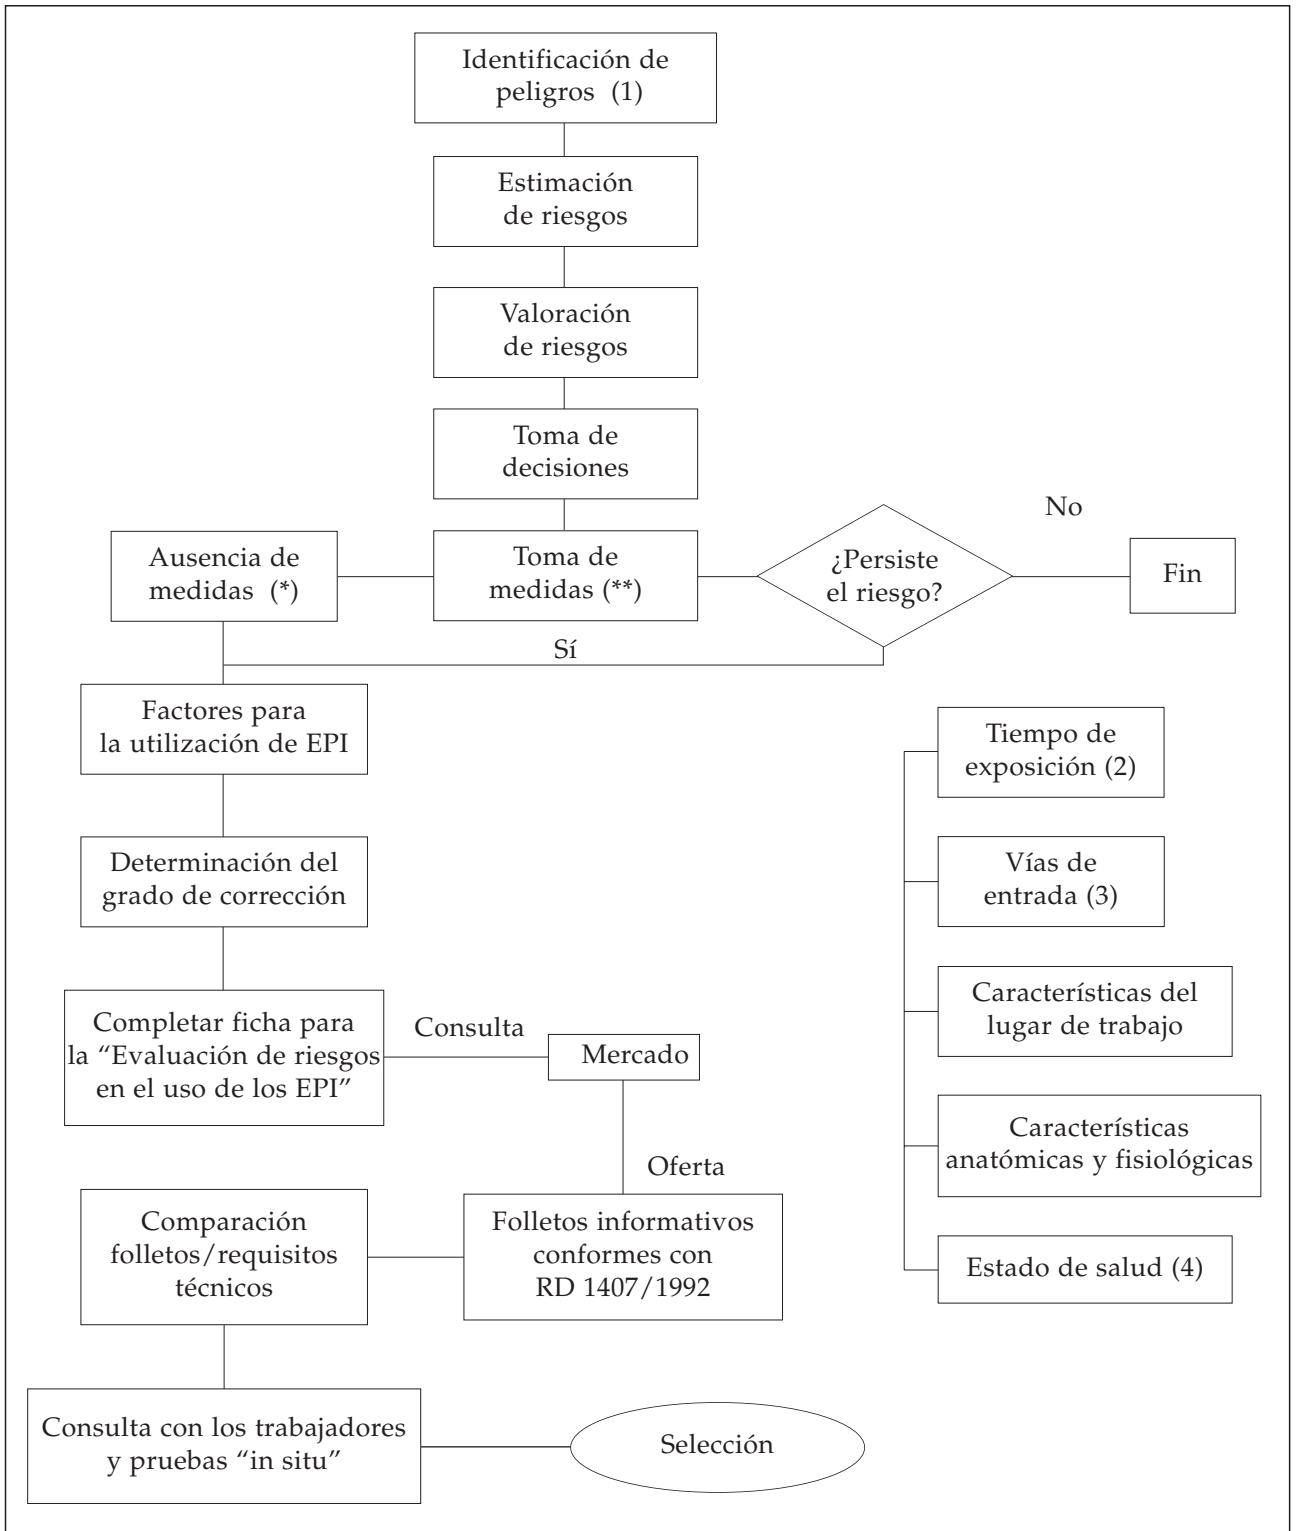 Identificación de
peligros (1)
Estimación
de riesgos
Valoración
de riesgos
Toma de
decisiones
Ausencia de
medidas (*)
Toma de
medidas (**)
¿Persiste
el riesgo?
No
Fin
Sí
Factores para
la utilización de EPI
Determinación del
grado de corrección
Completar ficha para
la “Evaluación de riesgos
en el uso de los EPI”
Consulta
Mercado
Oferta
Folletos informativos
conformes con
RD 1407/1992
Comparación
folletos/requisitos
técnicos
Consulta con los trabajadores
y pruebas “in situ”
Selección
Tiempo de
exposición (2)
Vías de
entrada (3)
Características del
lugar de trabajo
Características
anatómicas y fisiológicas
Estado de salud (4)